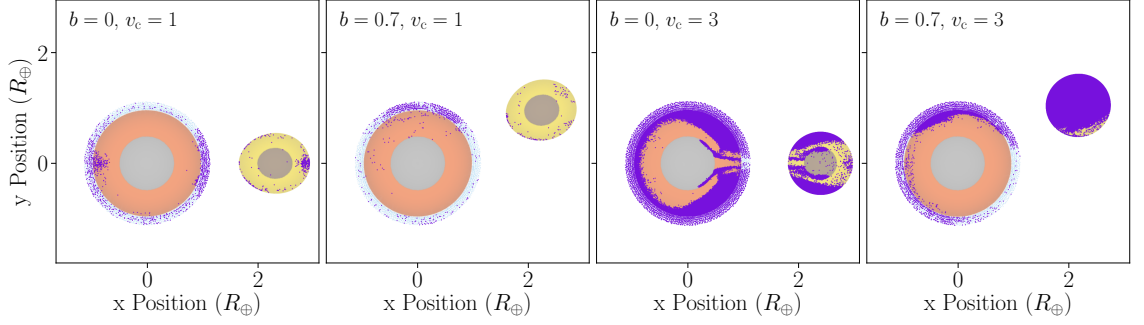 b = 0, v_c = 1
b = 0.7, v_c = 1
b = 0, v_c = 3
b = 0.7, v_c = 3
y Position (R_⊕)
2
0
0 2
0 2
0 2
0 2
x Position (R_⊕)
x Position (R_⊕)
x Position (R_⊕)
x Position (R_⊕)